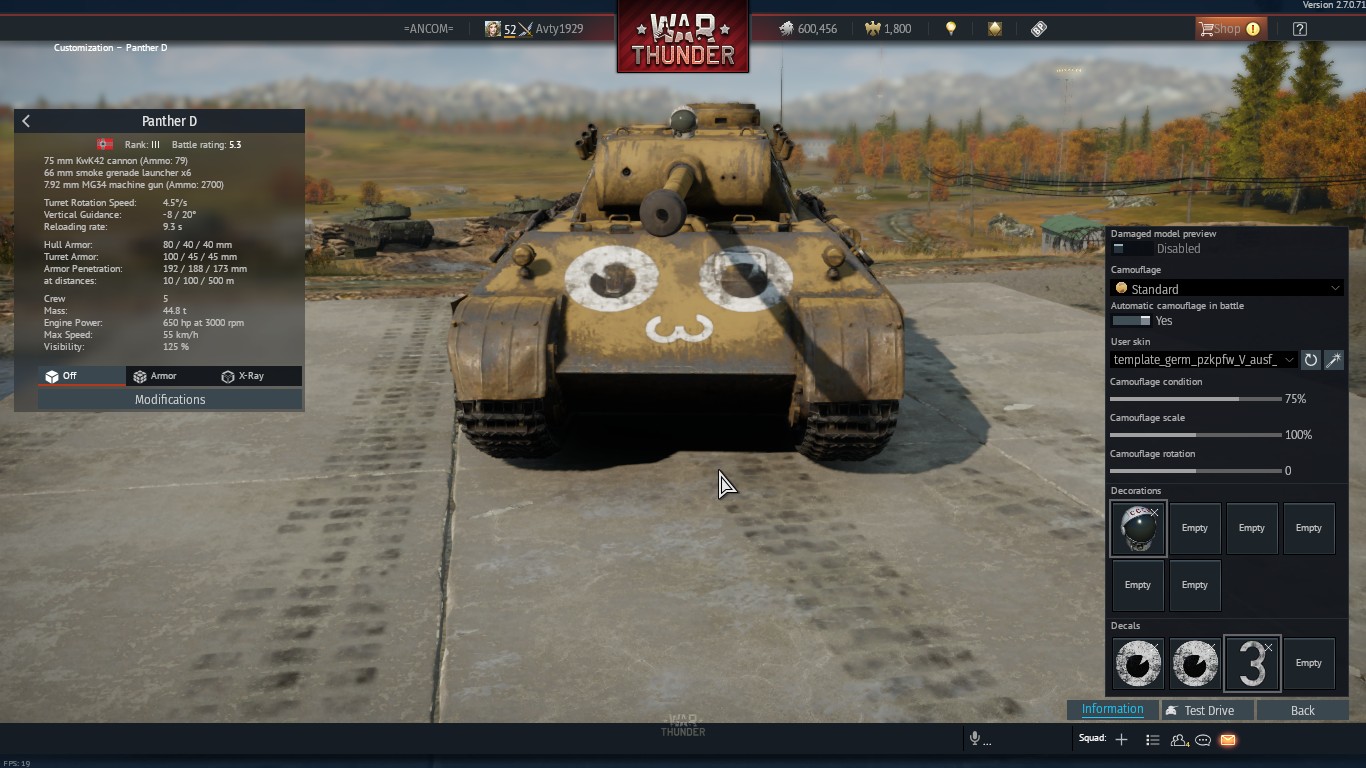 Version 2.7.0.71
=ANCOM=
52 Avty1929
WAR THUNDER
600,456
1,800
Shop
?
Customization – Panther D
Panther D
Rank: III Battle rating: 5.3
75 mm KwK42 cannon (Ammo: 79)
66 mm smoke grenade launcher x6
7.92 mm MG34 machine gun (Ammo: 2700)
Turret Rotation Speed: 4.5°/s
Vertical Guidance: -8 / 20°
Reloading rate: 9.3 s
Hull Armor: 80 / 40 / 40 mm
Turret Armor: 100 / 45 / 45 mm
Armor Penetration: 192 / 188 / 173 mm
at distances: 10 / 100 / 500 m
Crew 5
Mass: 44.8 t
Engine Power: 650 hp at 3000 rpm
Max Speed: 55 km/h
Visibility: 125 %
Off Armor X-Ray
Modifications
Damaged model preview
Disabled
Camouflage
Standard
Automatic camouflage in battle
Yes
User skin
template_germ_pzkpfw_V_ausf_
Camouflage condition
75%
Camouflage scale
100%
Camouflage rotation
0
Decorations
Empty Empty Empty
Empty Empty
Decals
3 Empty
Information Test Drive Back
WAR THUNDER
... Squad: + 4
FPS: 19